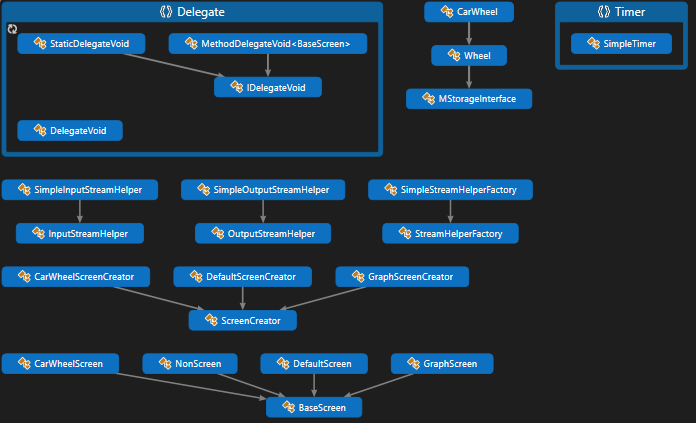 Delegate
StaticDelegateVoid
MethodDelegateVoid<BaseScreen>
IDelegateVoid
DelegateVoid
CarWheel
Wheel
MStorageInterface
Timer
SimpleTimer
SimpleInputStreamHelper
SimpleOutputStreamHelper
SimpleStreamHelperFactory
InputStreamHelper
OutputStreamHelper
StreamHelperFactory
CarWheelScreenCreator
DefaultScreenCreator
GraphScreenCreator
ScreenCreator
CarWheelScreen
NonScreen
DefaultScreen
GraphScreen
BaseScreen